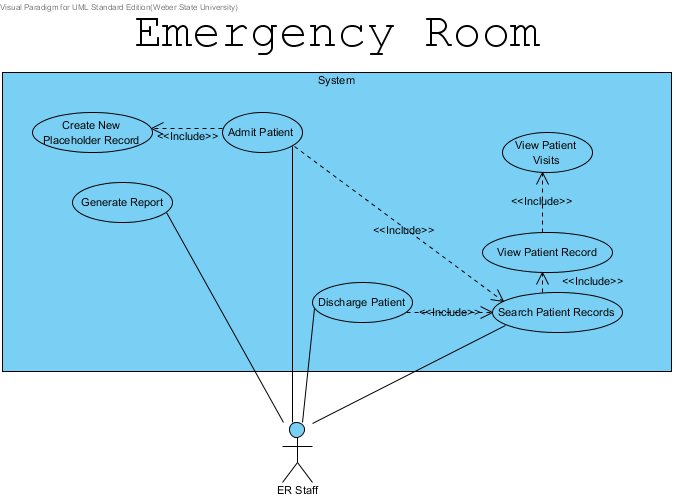 Visual Paradigm for UML Standard Edition(Weber State University)
Emergency Room
System
Create New
Placeholder Record
<<Include>>
Admit Patient
View Patient
Visits
Generate Report
<<Include>>
<<Include>>
View Patient Record
<<Include>>
Discharge Patient
<<Include>>
Search Patient Records
ER Staff